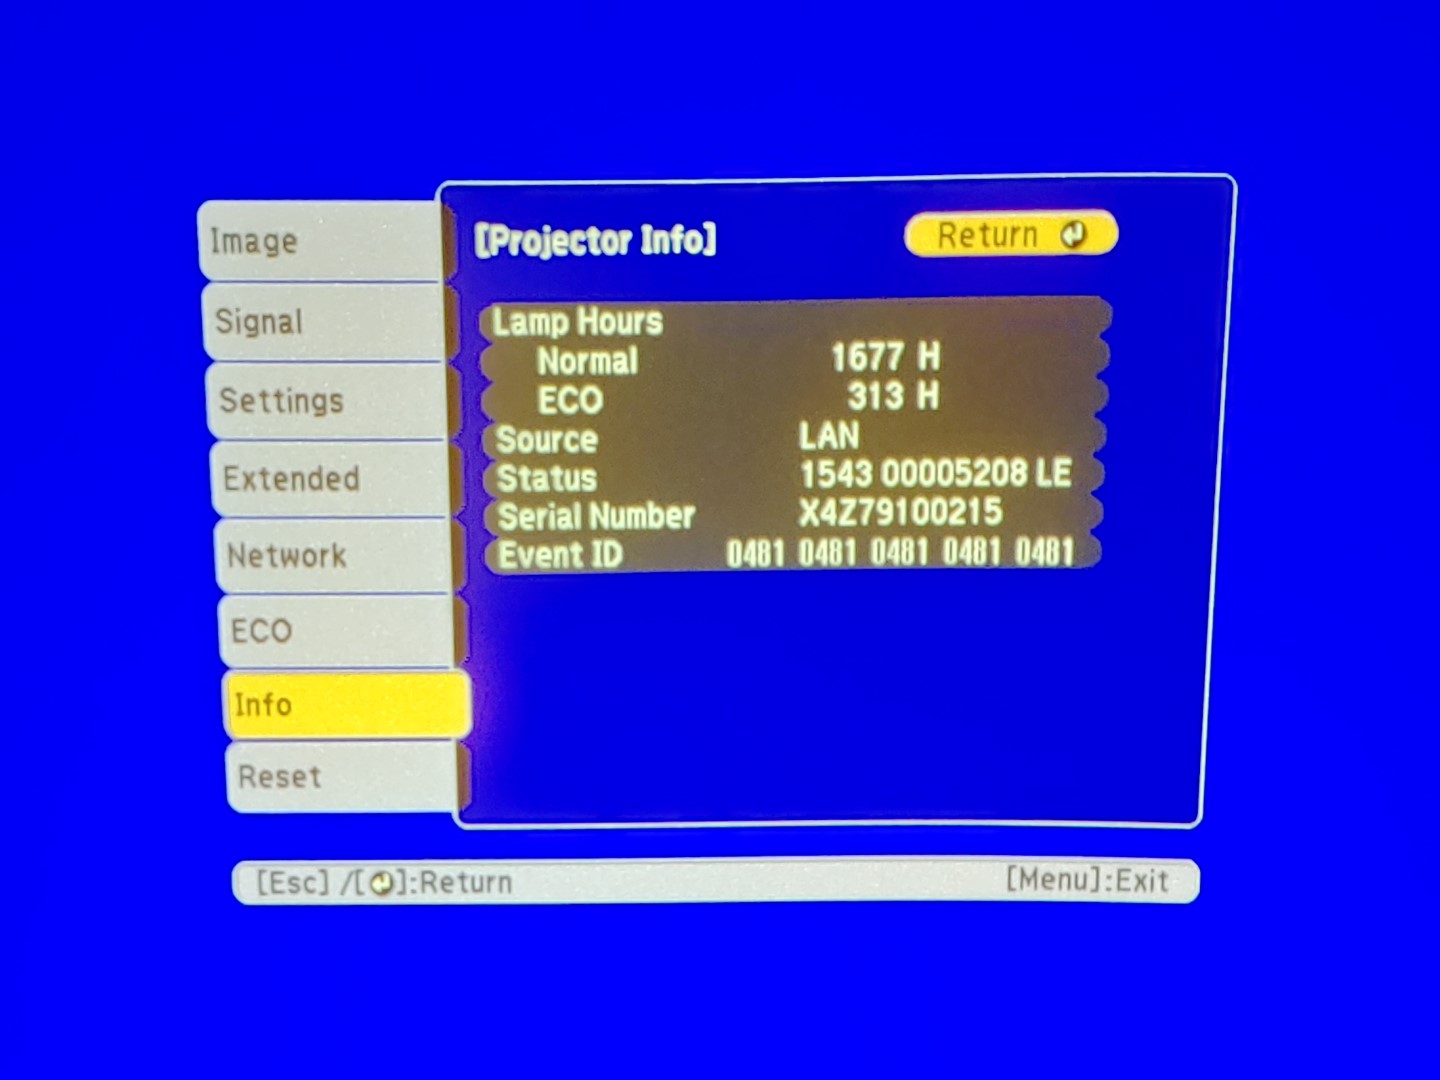 Image
Signal
Settings
Extended
Network
ECO
Info
Reset
[Projector Info]
Return
Lamp Hours
Normal 1677 H
ECO 313 H
Source LAN
Status 1543 00005208 LE
Serial Number X4Z79100215
Event ID 0481 0481 0481 0481 0481
[Esc] /[↵]:Return
[Menu]:Exit